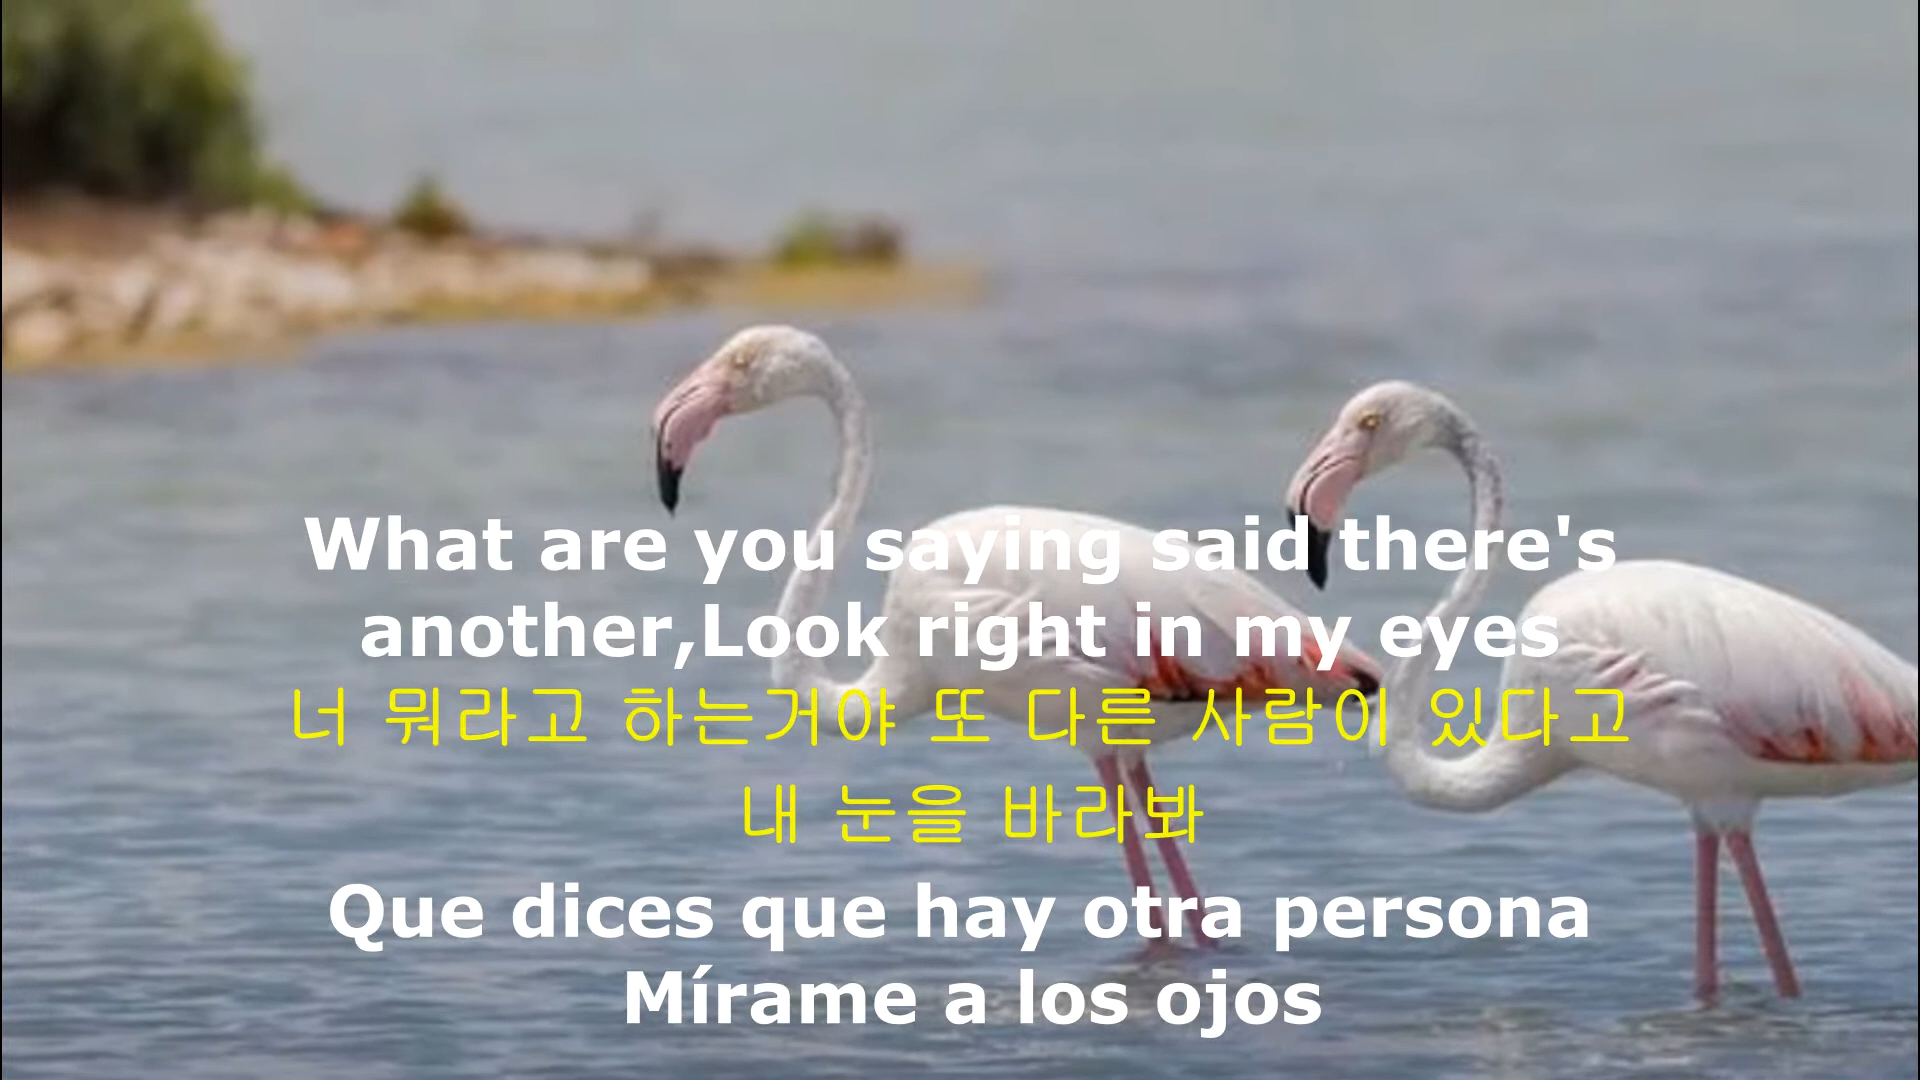 What are you saying said there's
another,Look right in my eyes
너 뭐라고 하는거야 또 다른 사람이 있다고
내 눈을 바라봐
Que dices que hay otra persona
Mírame a los ojos